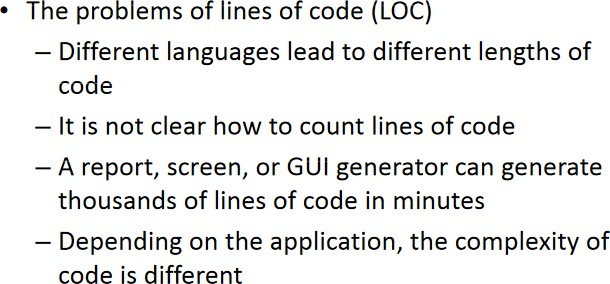 • The problems of lines of code (LOC)
– Different languages lead to different lengths of
code
– It is not clear how to count lines of code
– A report, screen, or GUI generator can generate
thousands of lines of code in minutes
– Depending on the application, the complexity of
code is different